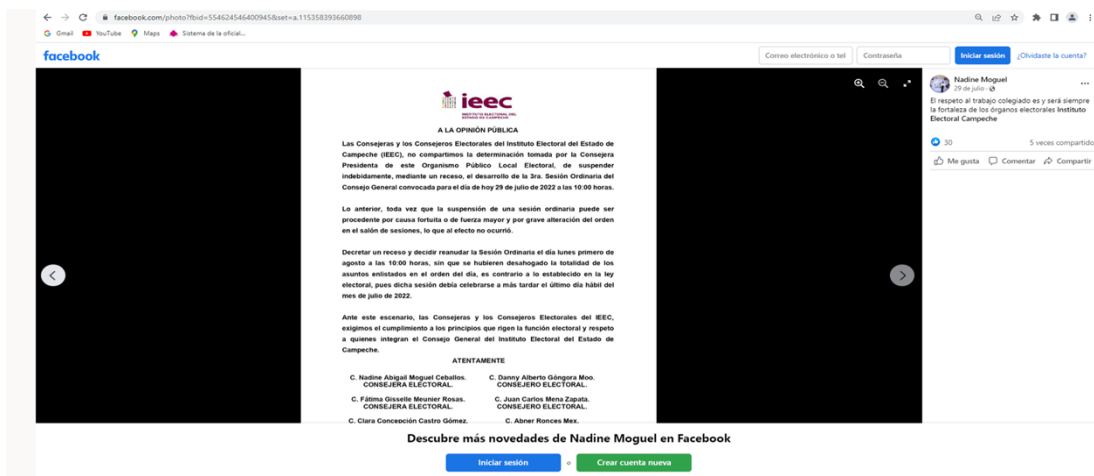 facebook.com/photo?fbid=554624546400945&set=a.115358393660898
Gmail YouTube Maps Sistema de la oficial...
facebook
Correo electrónico o tel
Contraseña
Iniciar sesión
¿Olvidaste la cuenta?
ieec
INSTITUTO ELECTORAL DEL
ESTADO DE CAMPECHE
A LA OPINIÓN PÚBLICA
Las Consejeras y los Consejeros Electorales del Instituto Electoral del Estado de
Campeche (IEEC), no compartimos la determinación tomada por la Consejera
Presidenta de este Organismo Público Local Electoral, de suspender
indebidamente, mediante un receso, el desarrollo de la 3ra. Sesión Ordinaria del
Consejo General convocada para el día de hoy 29 de julio de 2022 a las 10:00 horas.
Lo anterior, toda vez que la suspensión de una sesión ordinaria puede ser
procedente por causa fortuita o de fuerza mayor y por grave alteración del orden
en el salón de sesiones, lo que al efecto no ocurrió.
Decretar un receso y decidir reanudar la Sesión Ordinaria el día lunes primero de
agosto a las 10:00 horas, sin que se hubieren desahogado la totalidad de los
asuntos enlistados en el orden del día, es contrario a lo establecido en la ley
electoral, pues dicha sesión debía celebrarse a más tardar el último día hábil del
mes de julio de 2022.
Ante este escenario, las Consejeras y los Consejeros Electorales del IEEC,
exigimos el cumplimiento a los principios que rigen la función electoral y respeto
a quienes integran el Consejo General del Instituto Electoral del Estado de
Campeche.
ATENTAMENTE
C. Nadine Abigail Moguel Ceballos. C. Danny Alberto Góngora Moo.
CONSEJERA ELECTORAL. CONSEJERO ELECTORAL.
C. Fátima Gisselle Meunier Rosas. C. Juan Carlos Mena Zapata.
CONSEJERA ELECTORAL. CONSEJERO ELECTORAL.
C. Clara Concepción Castro Gómez. C. Abner Ronces Mex.
Nadine Moguel
29 de julio
El respeto al trabajo colegiado es y será siempre
la fortaleza de los órganos electorales Instituto
Electoral Campeche
30 5 veces compartido
Me gusta Comentar Compartir
Descubre más novedades de Nadine Moguel en Facebook
Iniciar sesión o Crear cuenta nueva